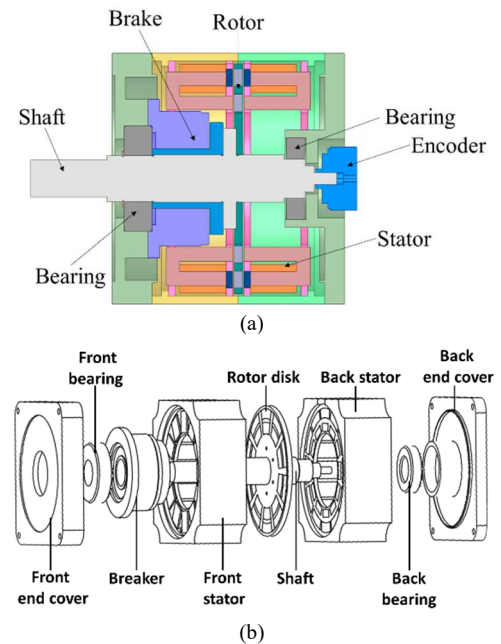 Brake
Rotor
Shaft
Bearing
Encoder
Bearing
Stator
(a)
Front
bearing
Rotor disk
Back stator
Back
end cover
Front
end cover
Breaker
Front
stator
Shaft
Back
bearing
(b)